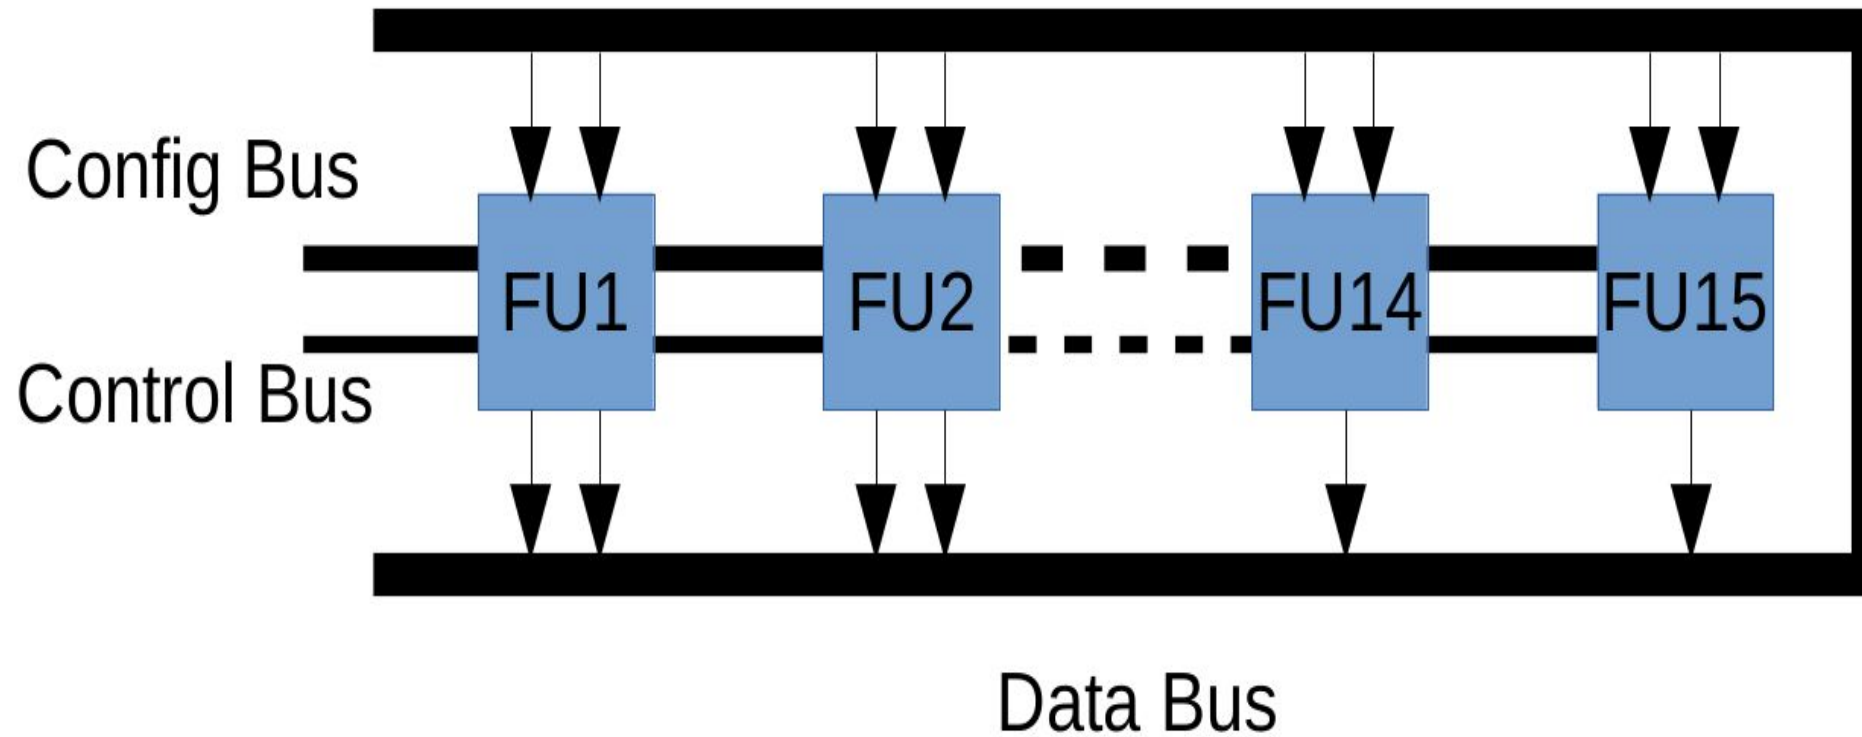 Config Bus
FU1
FU2
FU14
FU15
Control Bus
Data Bus